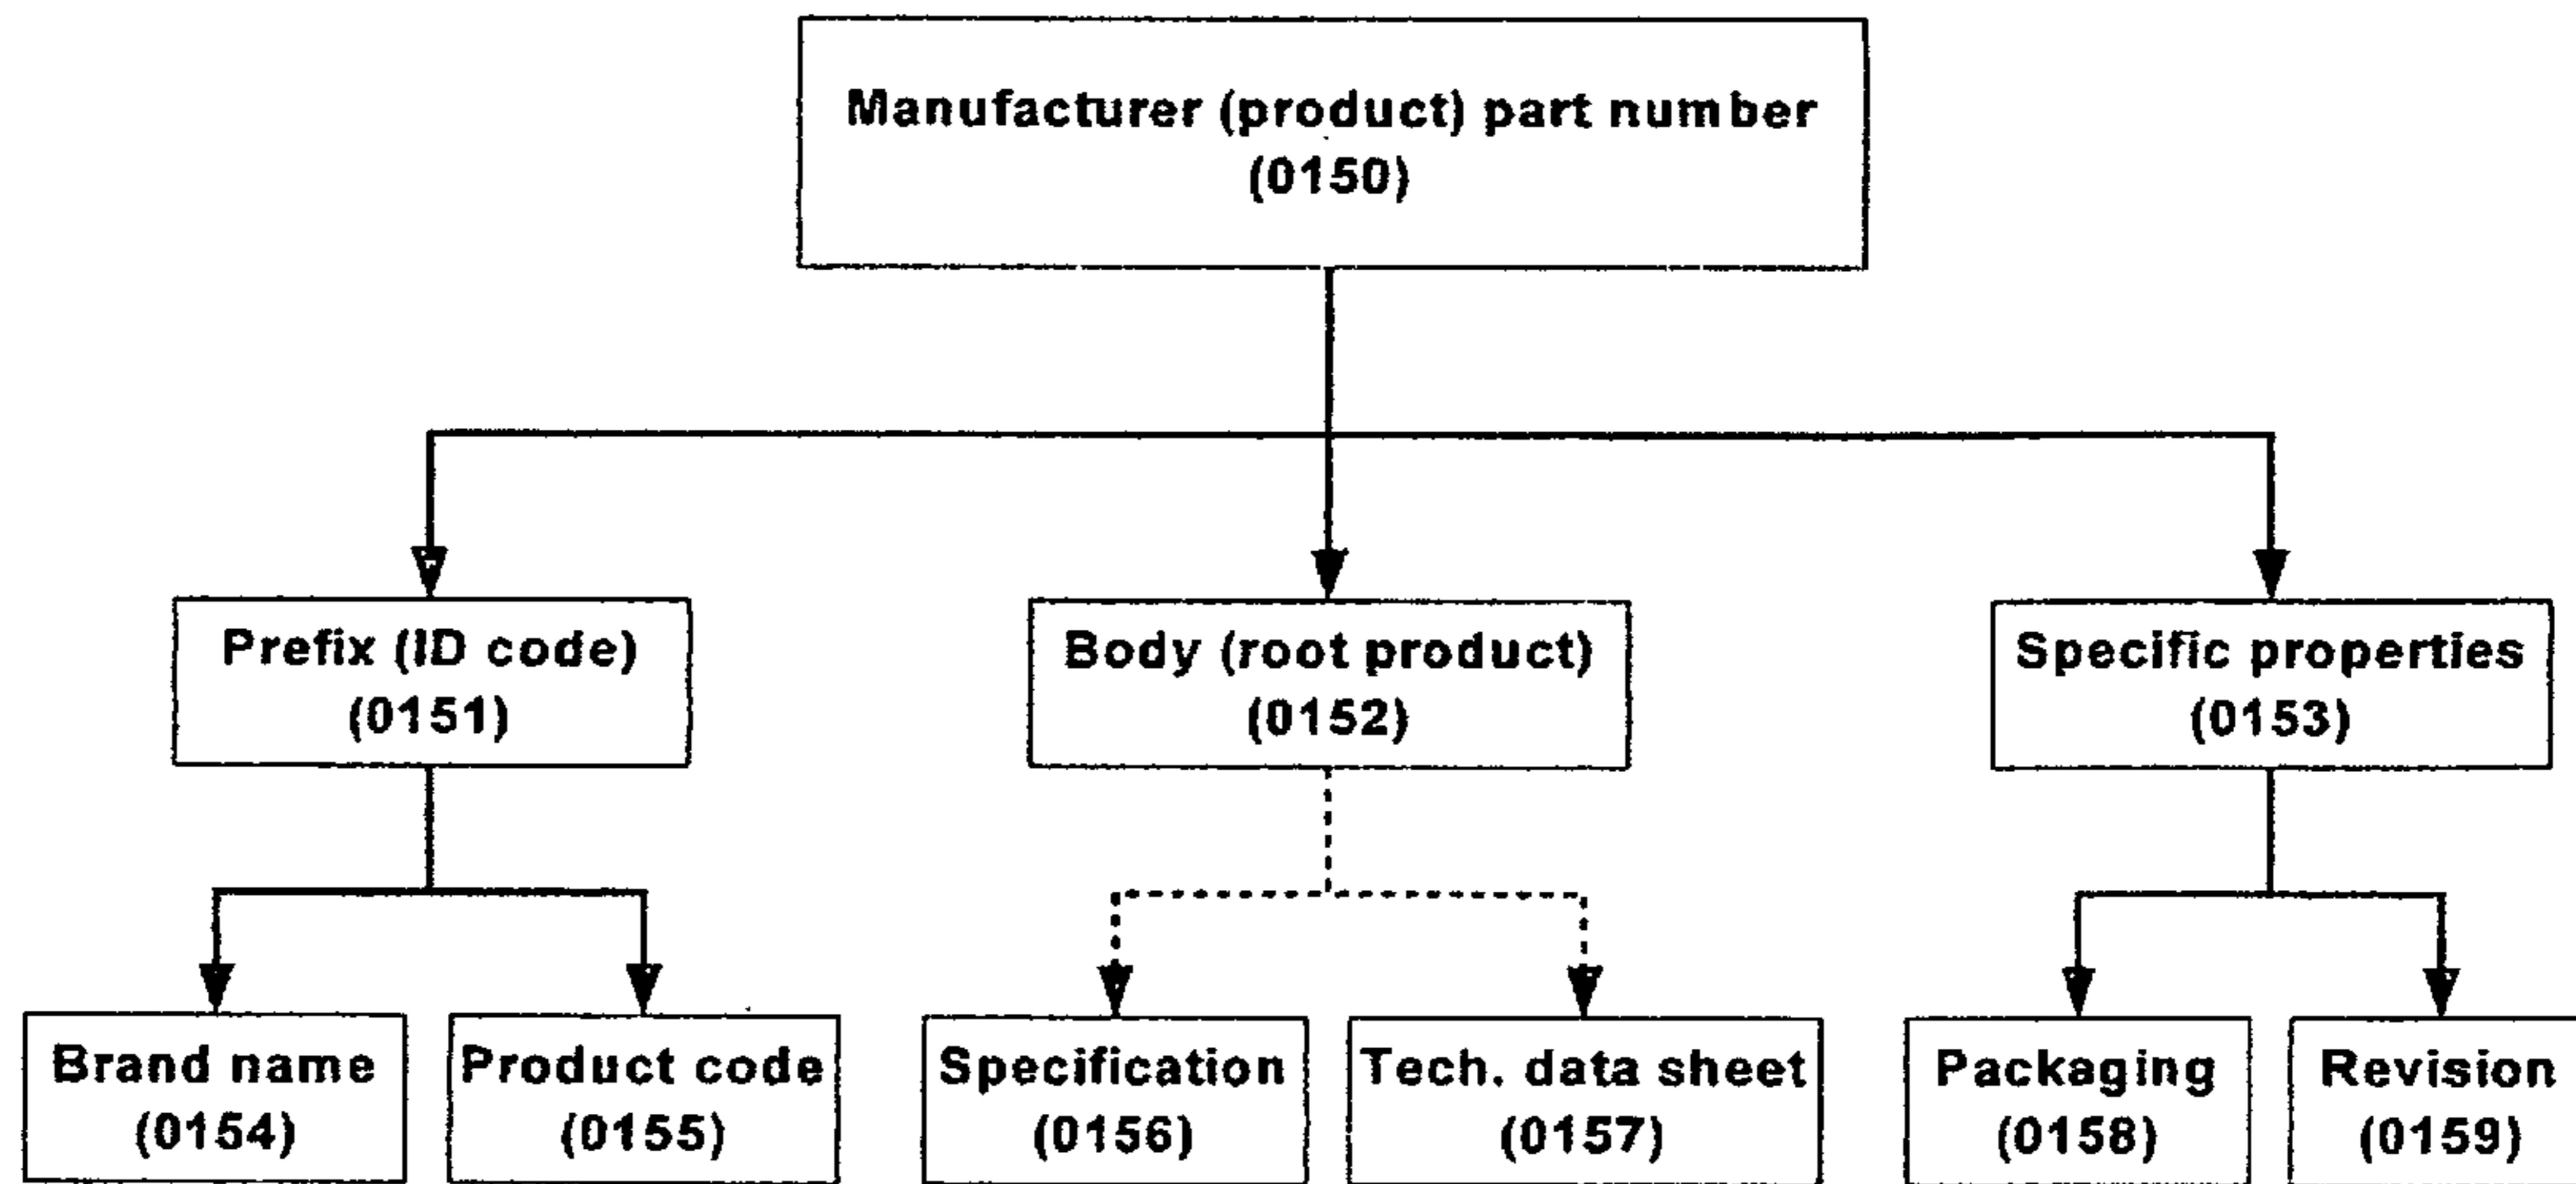 Manufacturer (product) part number
(0150)
Prefix (ID code)
(0151)
Body (root product)
(0152)
Specific properties
(0153)
Brand name
(0154)
Product code
(0155)
Specification
(0156)
Tech. data sheet
(0157)
Packaging
(0158)
Revision
(0159)